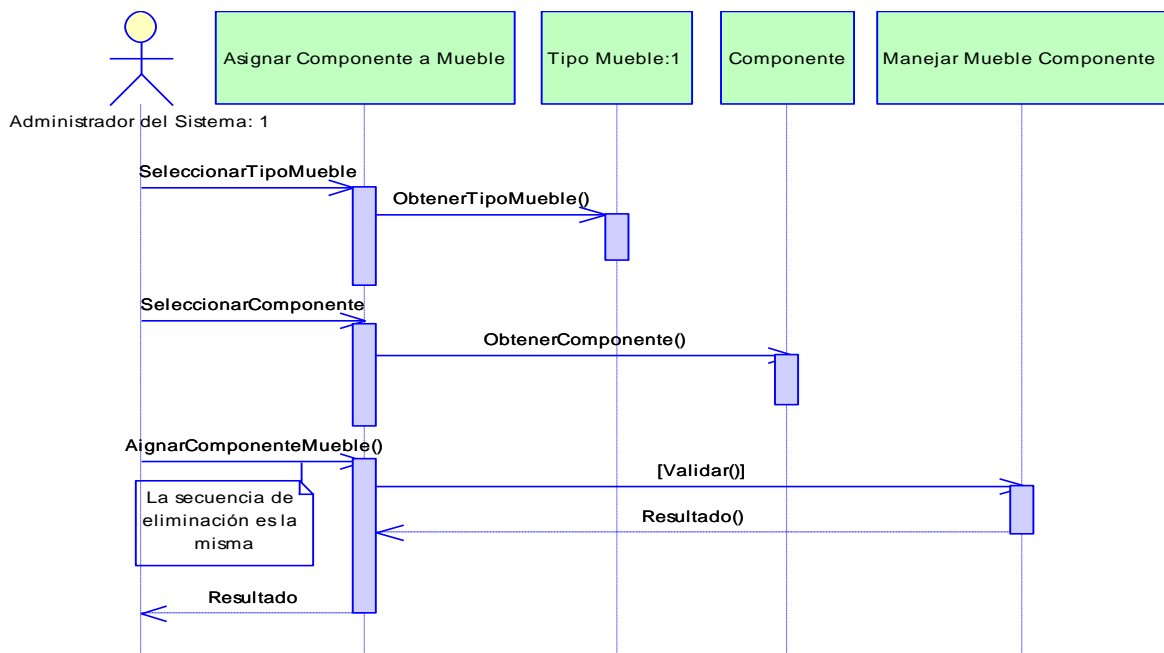 Asignar Componente a Mueble
Tipo Mueble:1
Componente
Manejar Mueble Componente
Administrador del Sistema: 1
SeleccionarTipoMueble
ObtenerTipoMueble()
SeleccionarComponente
ObtenerComponente()
AignarComponenteMueble()
[Validar()]
La secuencia de
eliminación es la
misma
Resultado()
Resultado